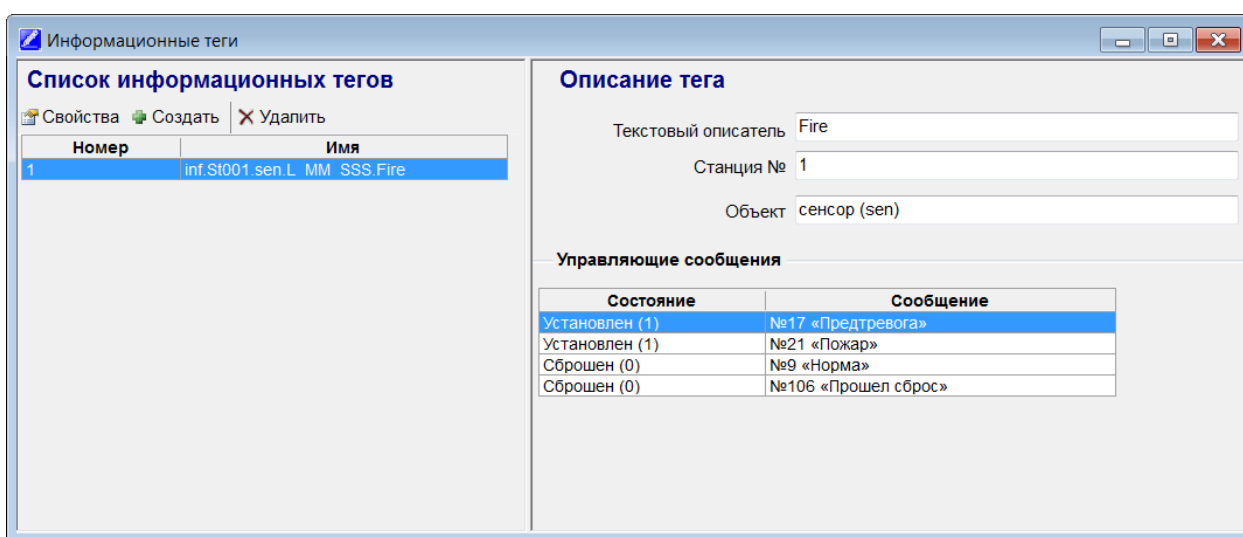 Информационные теги
Список информационных тегов
Свойства Создать Удалить
Номер Имя
1 inf.St001.sen.L MM SSS.Fire
Описание тега
Текстовый описатель Fire
Станция № 1
Объект сенсор (sen)
Управляющие сообщения
Состояние Сообщение
Установлен (1) №17 «Предтревога»
Установлен (1) №21 «Пожар»
Сброшен (0) №9 «Норма»
Сброшен (0) №106 «Прошел сброс»